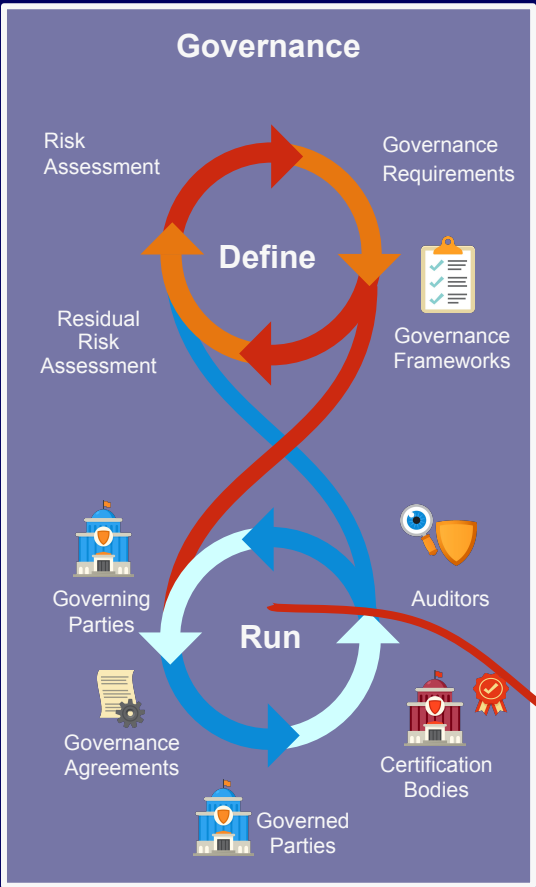 Governance
Risk
Assessment
Governance
Requirements
Define
Residual
Risk
Assessment
Governance
Frameworks
Governing
Parties
Auditors
Run
Governance
Agreements
Certification
Bodies
Governed
Parties